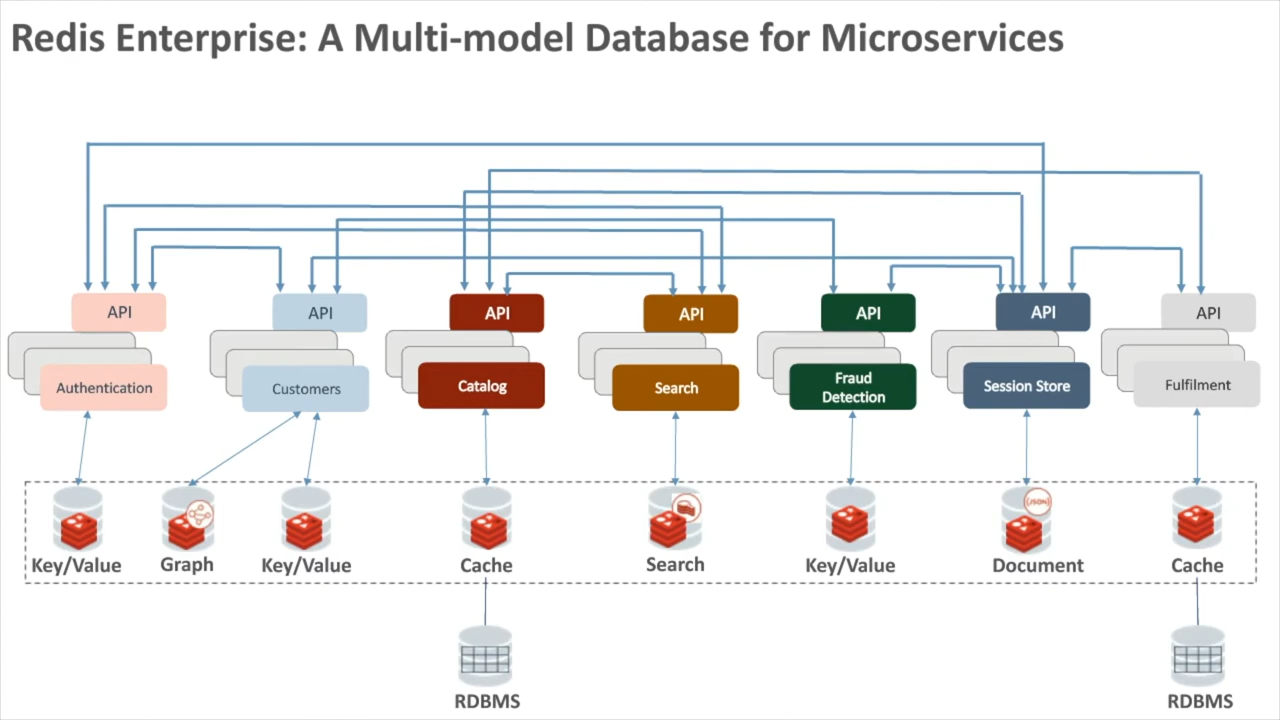 Redis Enterprise: A Multi-model Database for Microservices
API
API
API
API
API
API
API
Authentication
Customers
Catalog
Search
Fraud
Detection
Session Store
Fulfilment
{JSON}
Key/Value
Graph
Key/Value
Cache
Search
Key/Value
Document
Cache
RDBMS
RDBMS